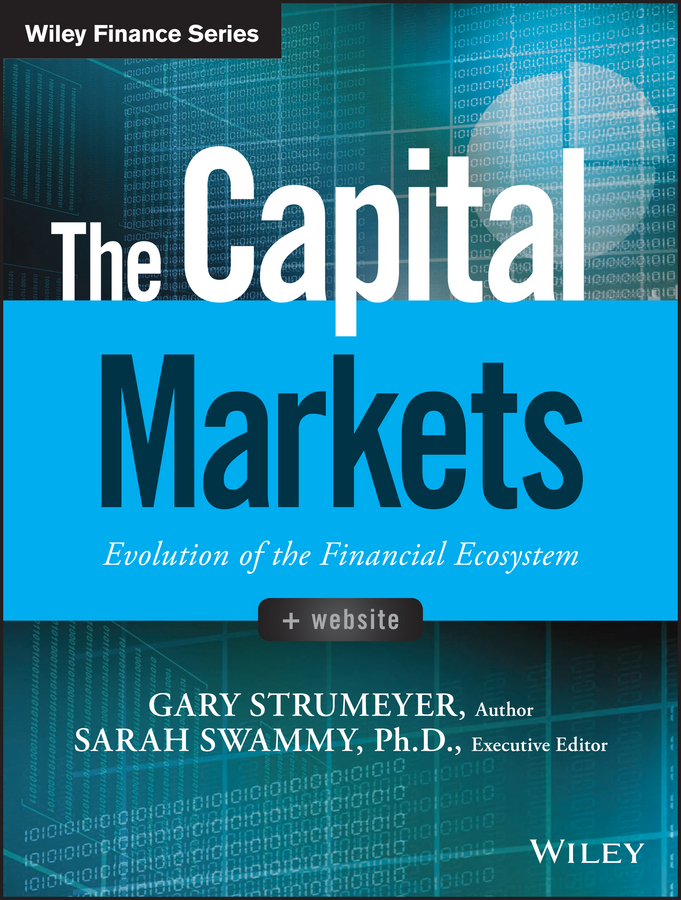 Wiley Finance Series
The Capital
Markets
Evolution of the Financial Ecosystem
+ website
GARY STRUMEYER, Author
SARAH SWAMMY, Ph.D., Executive Editor
WILEY